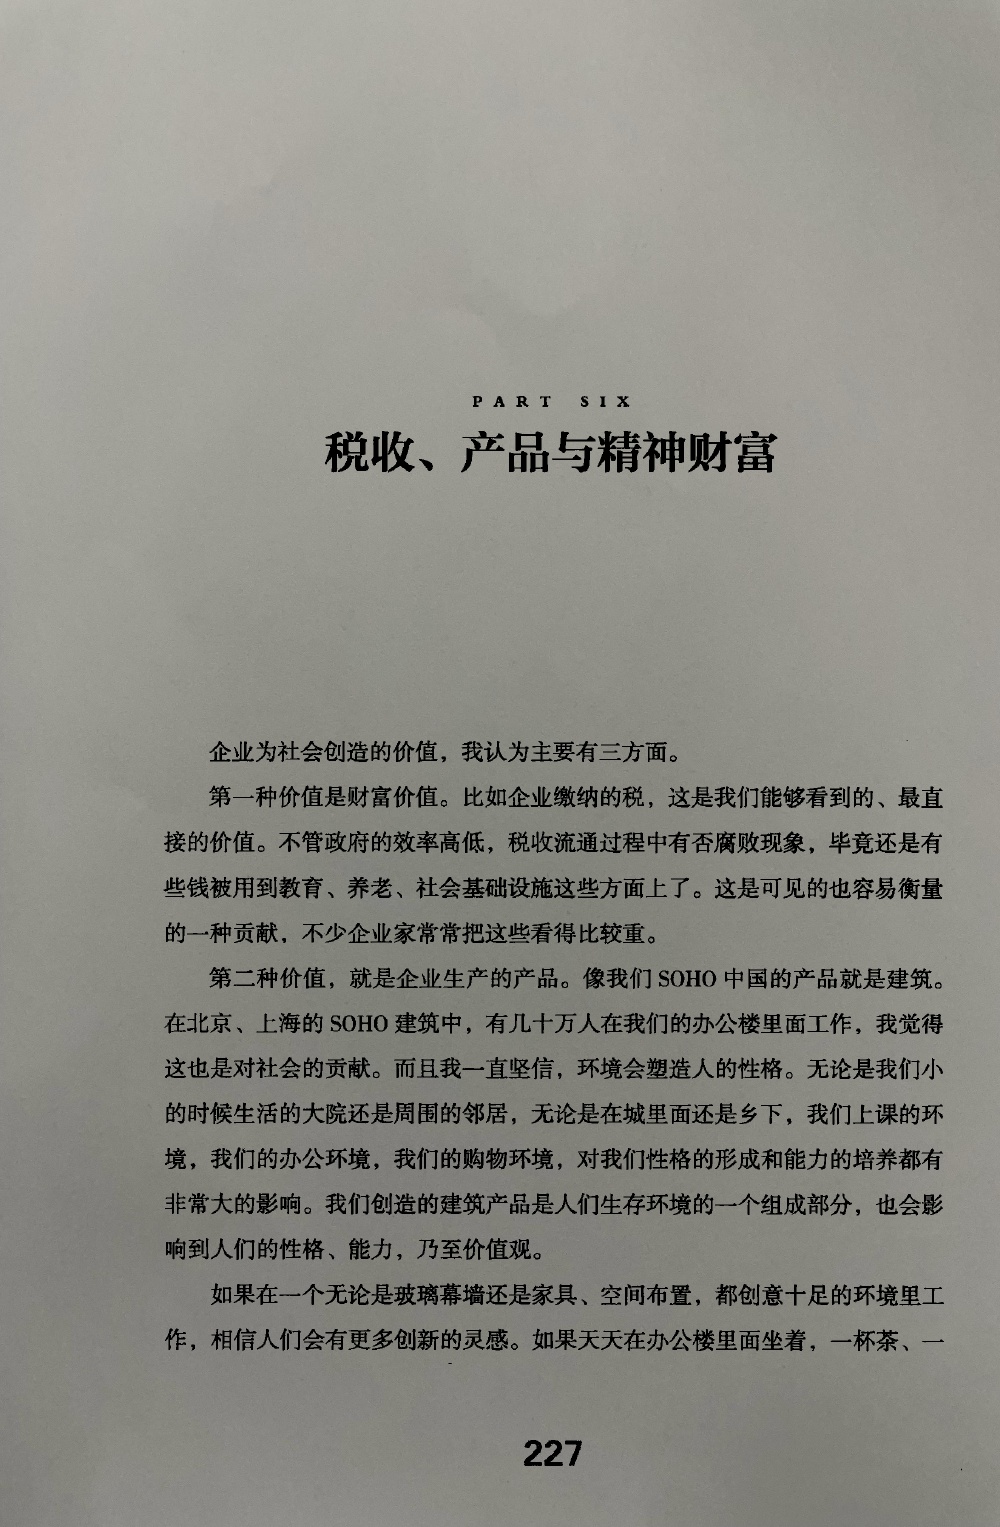 PART SIX
税收、产品与精神财富
企业为社会创造的价值，我认为主要有三方面。
第一种价值是财富价值。比如企业缴纳的税，这是我们能够看到的、最直
接的价值。不管政府的效率高低，税收流通过程中有否腐败现象，毕竟还是有
些钱被用到教育、养老、社会基础设施这些方面上了。这是可见的也容易衡量
的一种贡献，不少企业家常常把这些看得比较重。
第二种价值，就是企业生产的产品。像我们 SOHO 中国的产品就是建筑。
在北京、上海的 SOHO 建筑中，有几十万人在我们的办公楼里面工作，我觉得
这也是对社会的贡献。而且我一直坚信，环境会塑造人的性格。无论是我们小
的时候生活的大院还是周围的邻居，无论是在城里面还是乡下，我们上课的环
境，我们的办公环境，我们的购物环境，对我们性格的形成和能力的培养都有
非常大的影响。我们创造的建筑产品是人们生存环境的一个组成部分，也会影
响到人们的性格、能力，乃至价值观。
如果在一个无论是玻璃幕墙还是家具、空间布置，都创意十足的环境里工
作，相信人们会有更多创新的灵感。如果天天在办公楼里面坐着，一杯茶、一
227